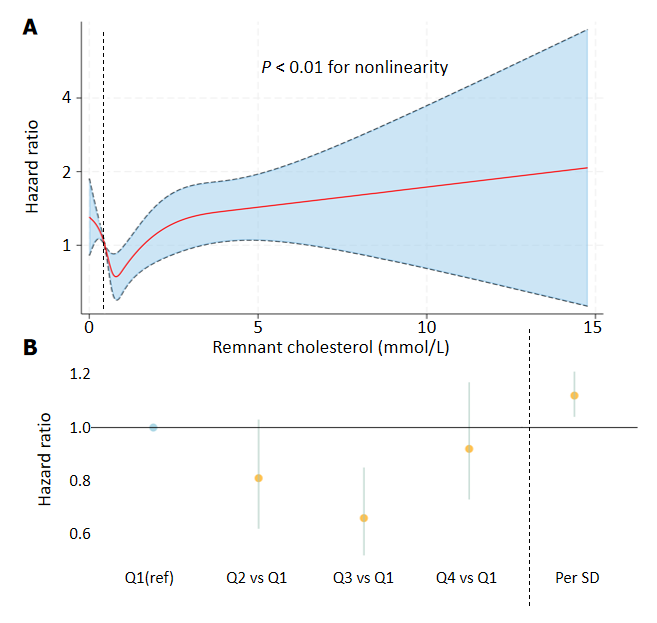 A
P < 0.01 for nonlinearity
Hazard ratio
4
2
1
0 5 10 15
Remnant cholesterol (mmol/L)
B
Hazard ratio
1.2
1.0
0.8
0.6
Q1(ref) Q2 vs Q1 Q3 vs Q1 Q4 vs Q1 Per SD